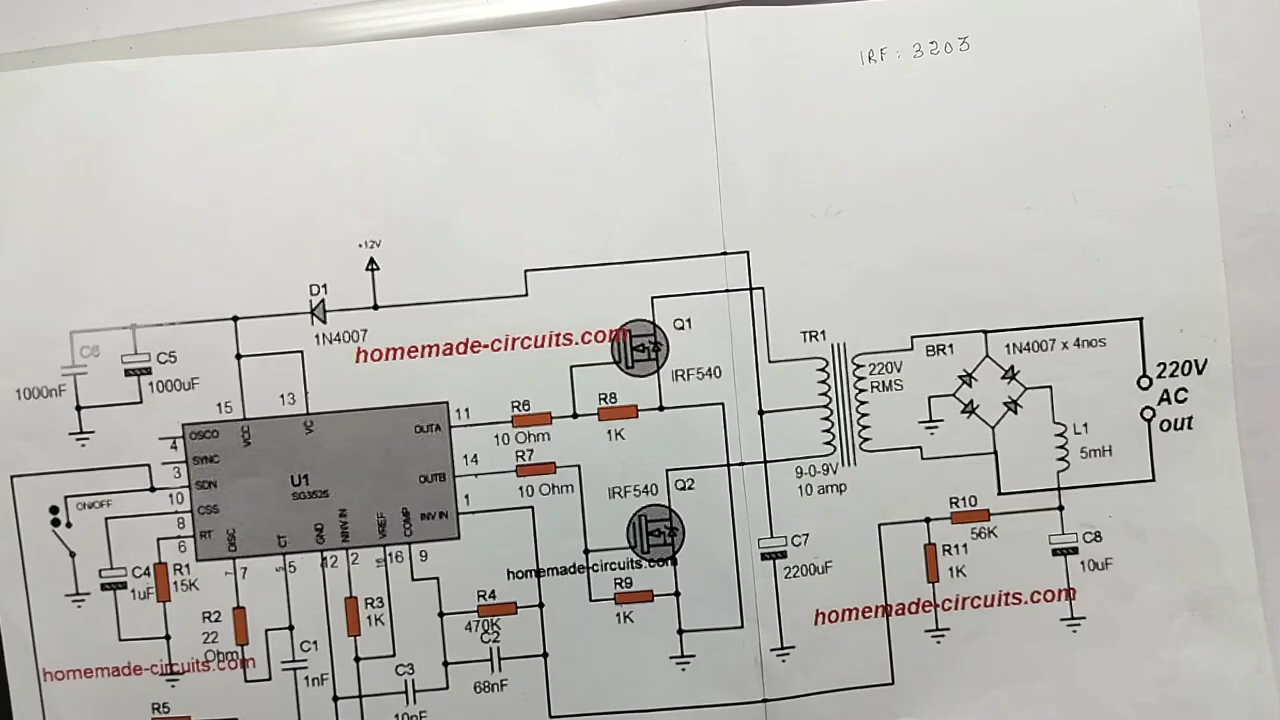 IRF: 3203
+12V
D1
1N4007
homemade-circuits.com
Q1
IRF540
TR1
220V
RMS
BR1
1N4007 x 4nos
220V
AC
out
C6
1000nF
C5
1000uF
15
13
VCC
VC
4
OSCO
3
SYNC
10
SDN
8
CSS
6
RT
ON/OFF
U1
SG3525
OUTA
11
OUTB
14
INV IN
1
DISC
7
CT
5
GND
12
NINV IN
2
VREF
16
COMP
9
R6
10 Ohm
R8
1K
R7
10 Ohm
IRF540
Q2
homemade-circuits.com
R9
1K
9-0-9V
10 amp
L1
5mH
R10
56K
R11
1K
C7
2200uF
C8
10uF
homemade-circuits.com
C4
1uF
R1
15K
R2
22
Ohm
R3
1K
R4
470K
C2
68nF
C1
1nF
C3
10nF
homemade-circuits.com
R5